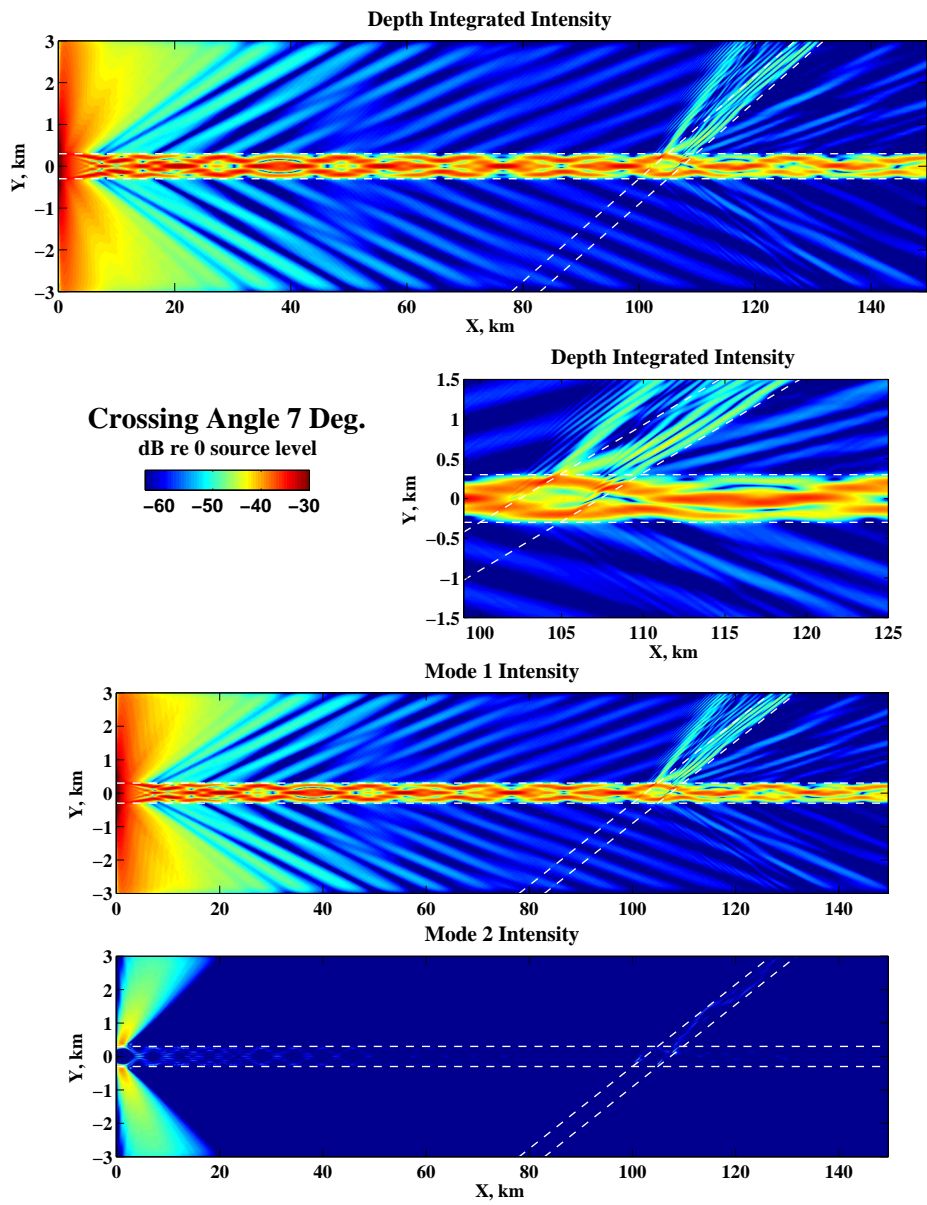 Depth Integrated Intensity
3
2
1
0
−1
−2
−3
Y, km
0 20 40 60 80 100 120 140
X, km
Depth Integrated Intensity
Crossing Angle 7 Deg.
dB re 0 source level
−60 −50 −40 −30
1.5
1
0.5
0
−0.5
−1
−1.5
Y, km
100 105 110 115 120 125
X, km
Mode 1 Intensity
3
2
1
0
−1
−2
−3
Y, km
0 20 40 60 80 100 120 140
Mode 2 Intensity
3
2
1
0
−1
−2
−3
Y, km
0 20 40 60 80 100 120 140
X, km